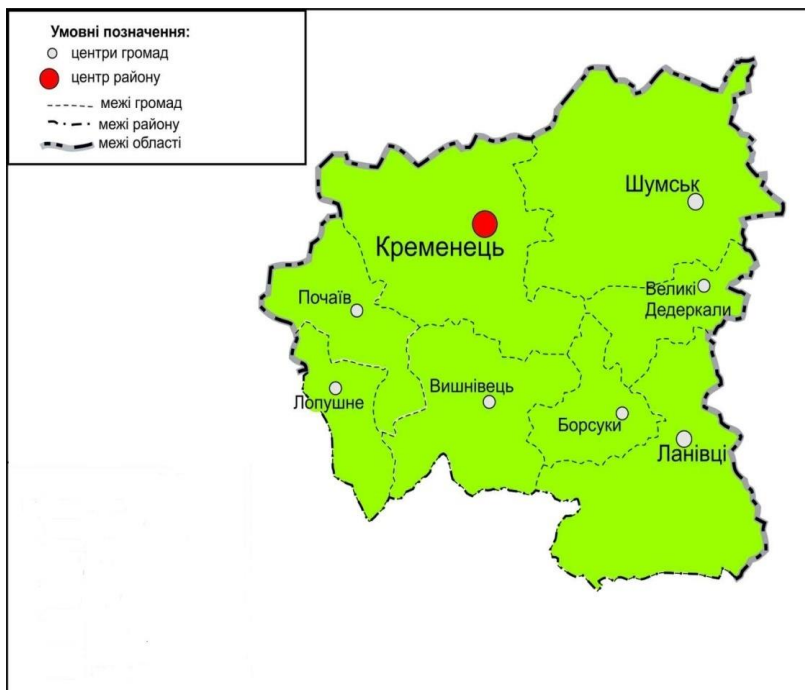 Умовні позначення:
центри громад
центр району
межі громад
межі району
межі області
Шумськ
Кременець
Великі
Дедеркали
Почаїв
Вишнівець
Лопушне
Борсуки
Ланівці